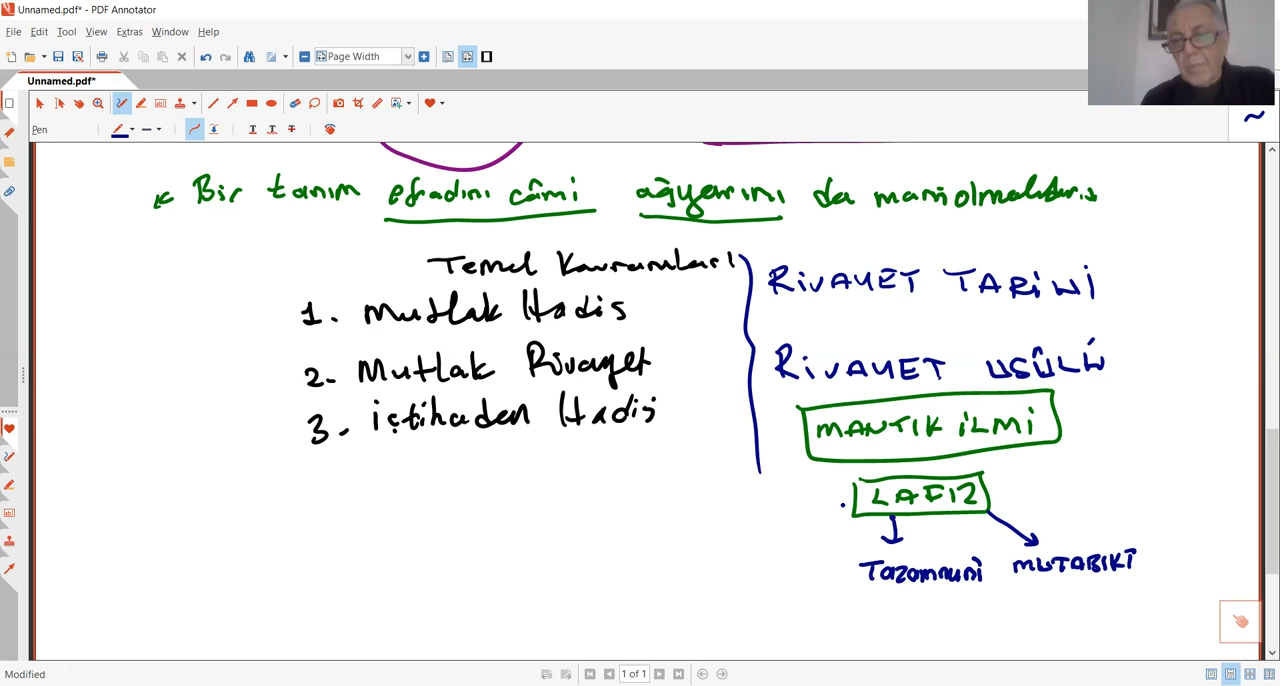 Unnamed.pdf* - PDF Annotator
File Edit Tool View Extras Window Help
Page Width
Unnamed.pdf*
Pen
Bir tanım efradını câmi ağyarını da mani olmalıdır.
Temel Kavramları
1. Mutlak Hadis
2- Mutlak Rivayet
3. içtihaden Hadis
RİVAYET TARİHİ
RİVAYET USÛLÜ
MANTIK İLMİ
LAFIZ
Tazammuni MUTABIKİ
Modified
1 of 1